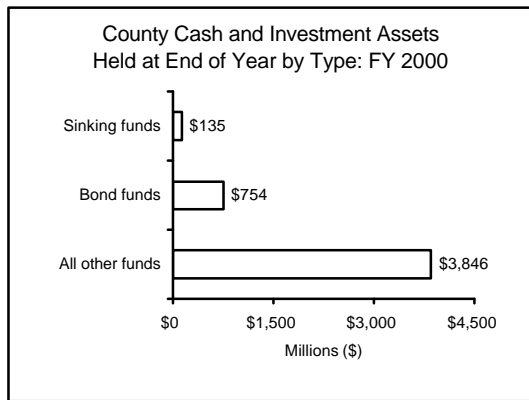 County Cash and Investment Assets
Held at End of Year by Type: FY 2000
Sinking funds $135
Bond funds $754
All other funds $3,846
$0 $1,500 $3,000 $4,500
Millions ($)